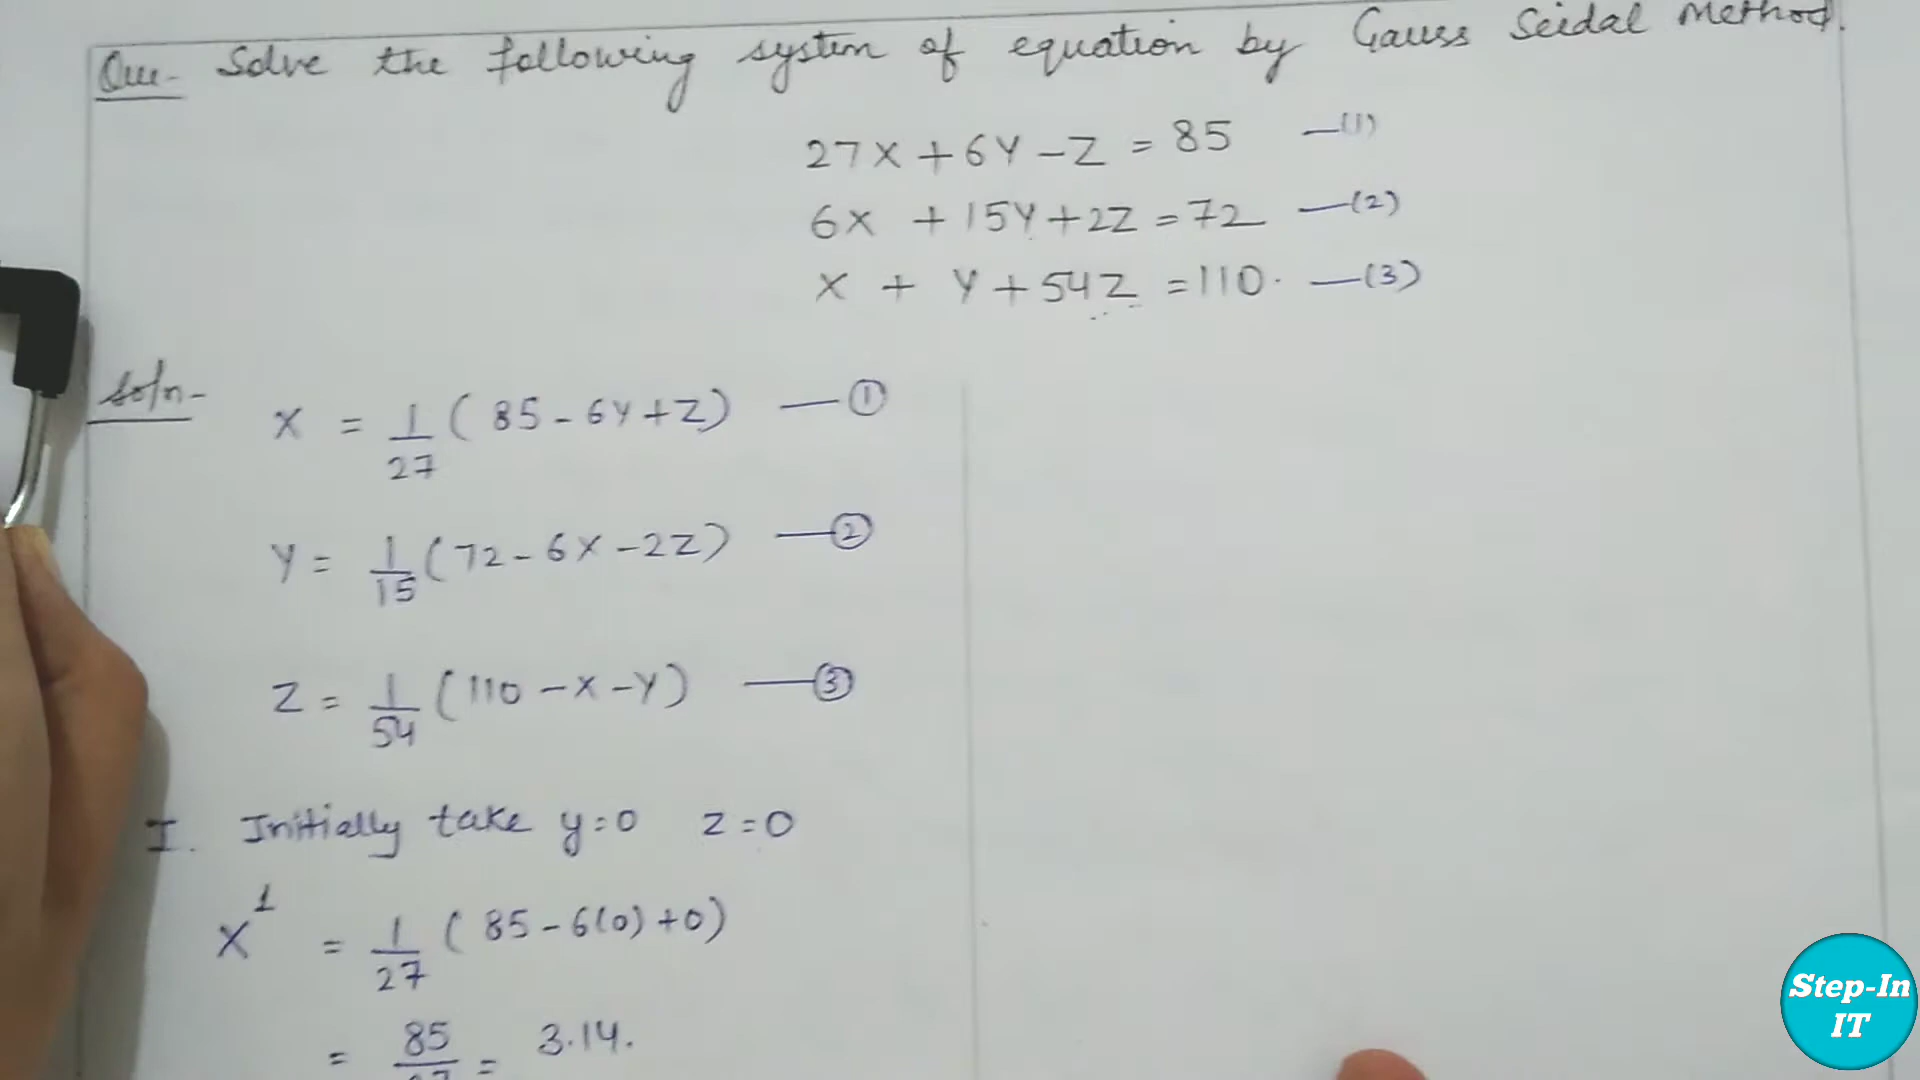 Que- Solve the following system of equation by Gauss Seidal Method.
27X + 6Y - Z = 85 —(1)
6X + 15Y + 2Z = 72 —(2)
X + Y + 54Z = 110. —(3)
Soln-
X = 1/27 ( 85 - 6Y + Z) — ①
Y = 1/15 (72 - 6X - 2Z) — ②
Z = 1/54 (110 - X - Y) — ③
I. Initially take y=0 z=0
X¹ = 1/27 ( 85 - 6(0) + 0)
= 85/27 = 3.14.
Step-In
IT